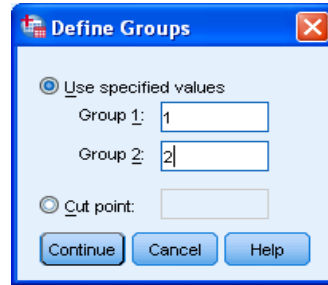 Define Groups
Use specified values
Group 1: 1
Group 2: 2
Cut point:
Continue Cancel Help